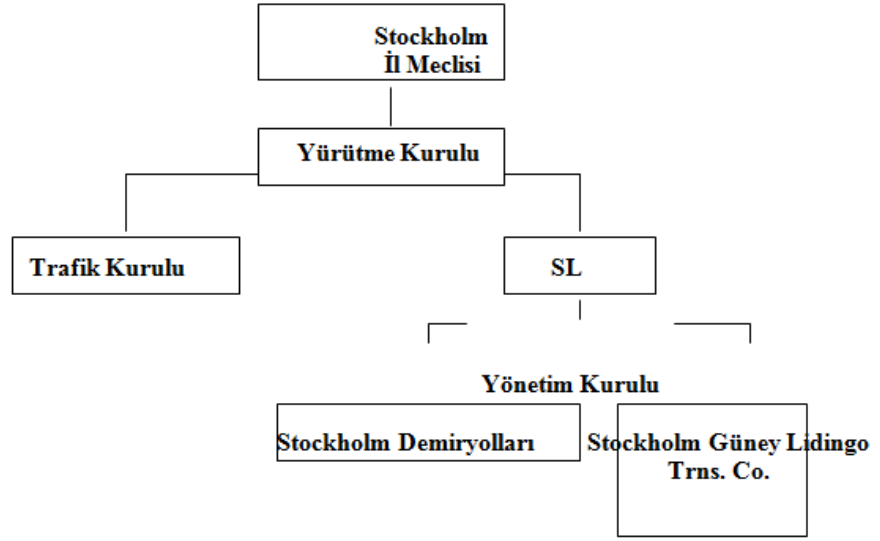 Stockholm
İl Meclisi
Yürütme Kurulu
Trafik Kurulu
SL
Yönetim Kurulu
Stockholm Demiryolları
Stockholm Güney Lidingo
Trns. Co.